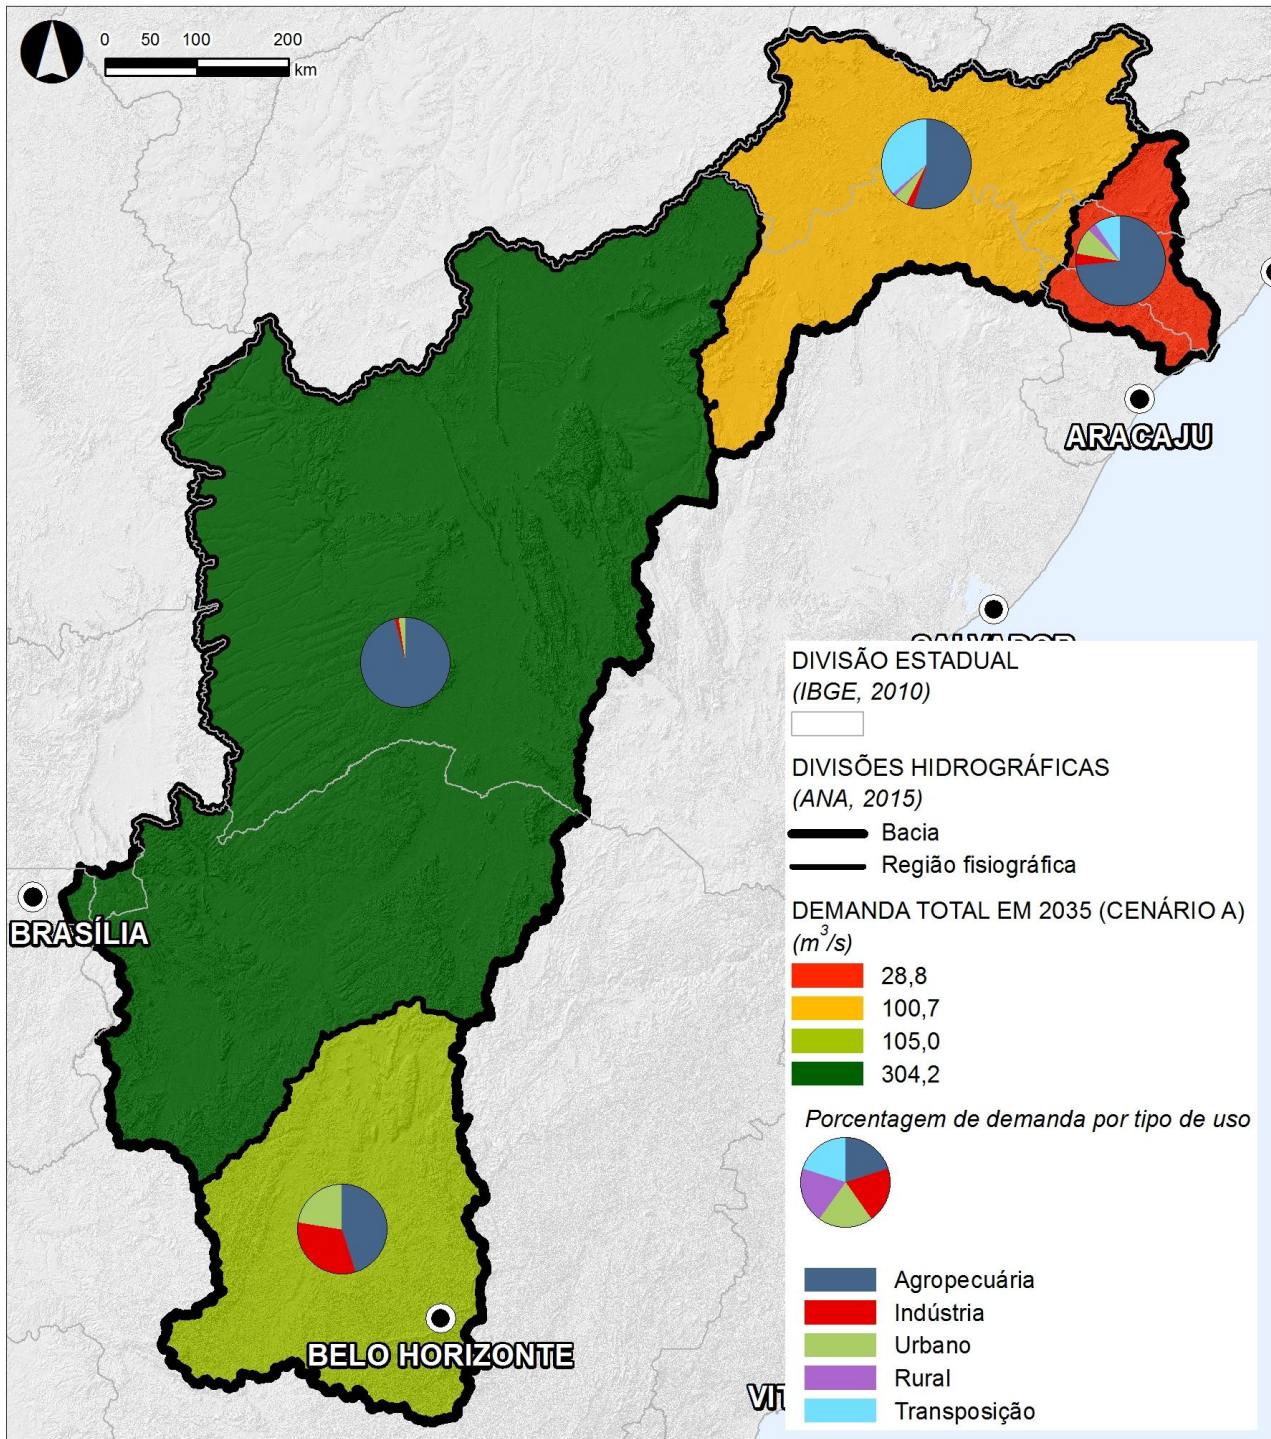 0 50 100 200
km
ARACAJU
SALVADOR
BRASÍLIA
BELO HORIZONTE
DIVISÃO ESTADUAL
(IBGE, 2010)
DIVISÕES HIDROGRÁFICAS
(ANA, 2015)
Bacia
Região fisiográfica
DEMANDA TOTAL EM 2035 (CENÁRIO A)
(m³/s)
28,8
100,7
105,0
304,2
Porcentagem de demanda por tipo de uso
Agropecuária
Indústria
Urbano
Rural
Transposição